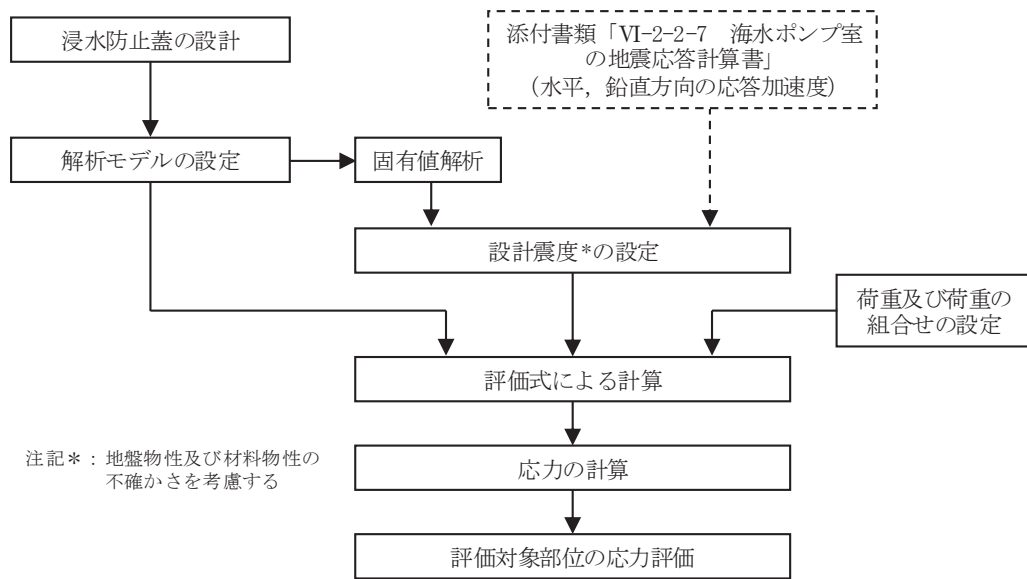 浸水防止蓋の設計
添付書類「Ⅵ-2-2-7 海水ポンプ室
の地震応答計算書」
（水平，鉛直方向の応答加速度）
解析モデルの設定
固有値解析
設計震度*の設定
荷重及び荷重の
組合せの設定
評価式による計算
注記＊：地盤物性及び材料物性の
不確かさを考慮する
応力の計算
評価対象部位の応力評価